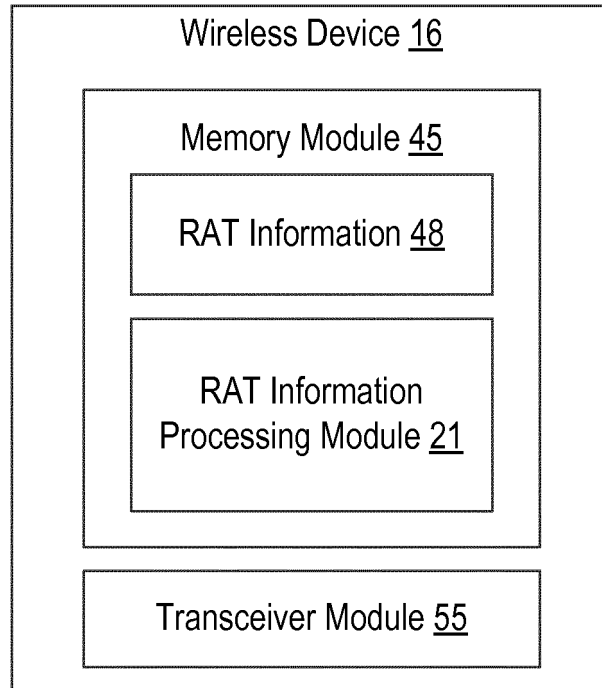 Wireless Device 16
Memory Module 45
RAT Information 48
RAT Information
Processing Module 21
Transceiver Module 55